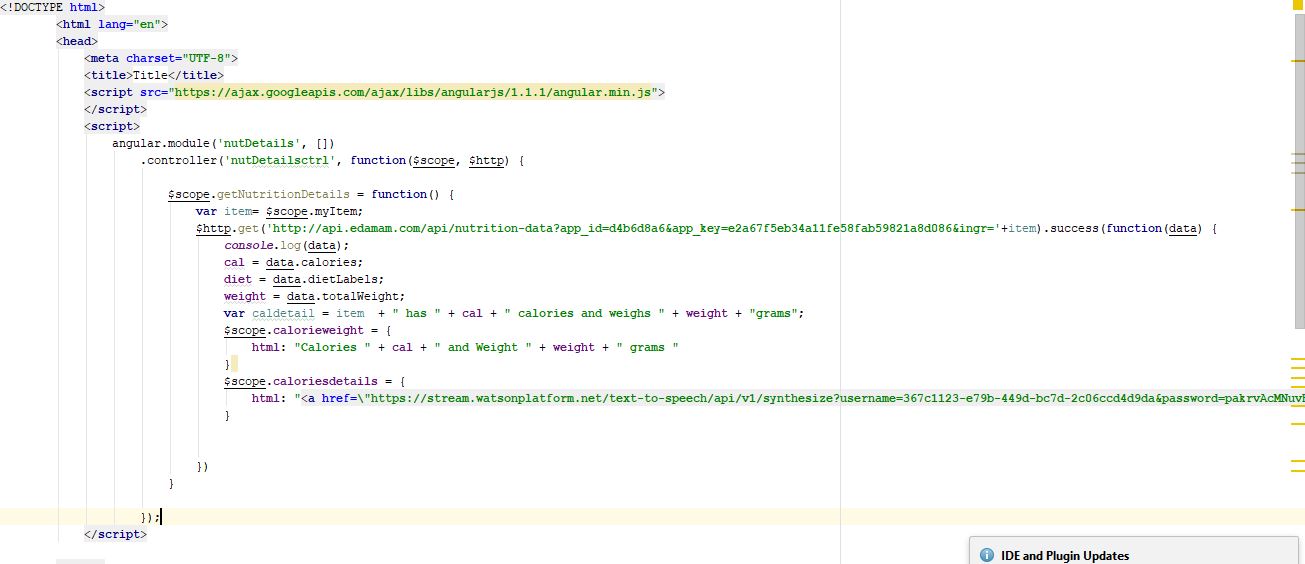 <!DOCTYPE html>
<html lang="en">
<head>
<meta charset="UTF-8">
<title>Title</title>
<script src="https://ajax.googleapis.com/ajax/libs/angularjs/1.1.1/angular.min.js">
</script>
<script>
angular.module('nutDetails', [])
.controller('nutDetailsctrl', function($scope, $http) {
$scope.getNutritionDetails = function() {
var item= $scope.myItem;
$http.get('http://api.edamam.com/api/nutrition-data?app_id=d4b6d8a6&app_key=e2a67f5eb34a11fe58fab59821a8d086&ingr='+item).success(function(data) {
console.log(data);
cal = data.calories;
diet = data.dietLabels;
weight = data.totalWeight;
var caldetail = item  + " has " + cal + " calories and weighs " + weight + "grams";
$scope.calorieweight = {
html: "Calories " + cal + " and Weight " + weight + " grams "
}
$scope.caloriesdetails = {
html: "<a href=\"https://stream.watsonplatform.net/text-to-speech/api/v1/synthesize?username=367c1123-e79b-449d-bc7d-2c06ccd4d9da&password=pakrvAcMNuv
}
})
}
});
</script>
IDE and Plugin Updates